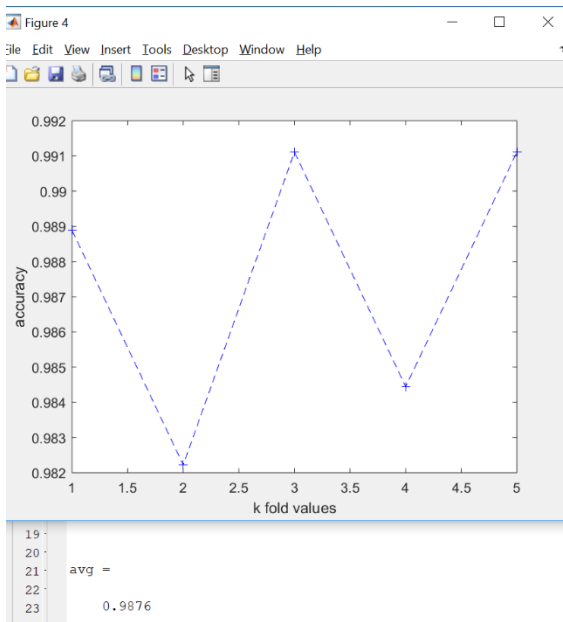 Figure 4
File Edit View Insert Tools Desktop Window Help
0.992
0.991
0.99
0.989
0.988
0.987
0.986
0.985
0.984
0.983
0.982
accuracy
1 1.5 2 2.5 3 3.5 4 4.5 5
k fold values
19 -
20 -
21 - avg =
22 -
23 0.9876